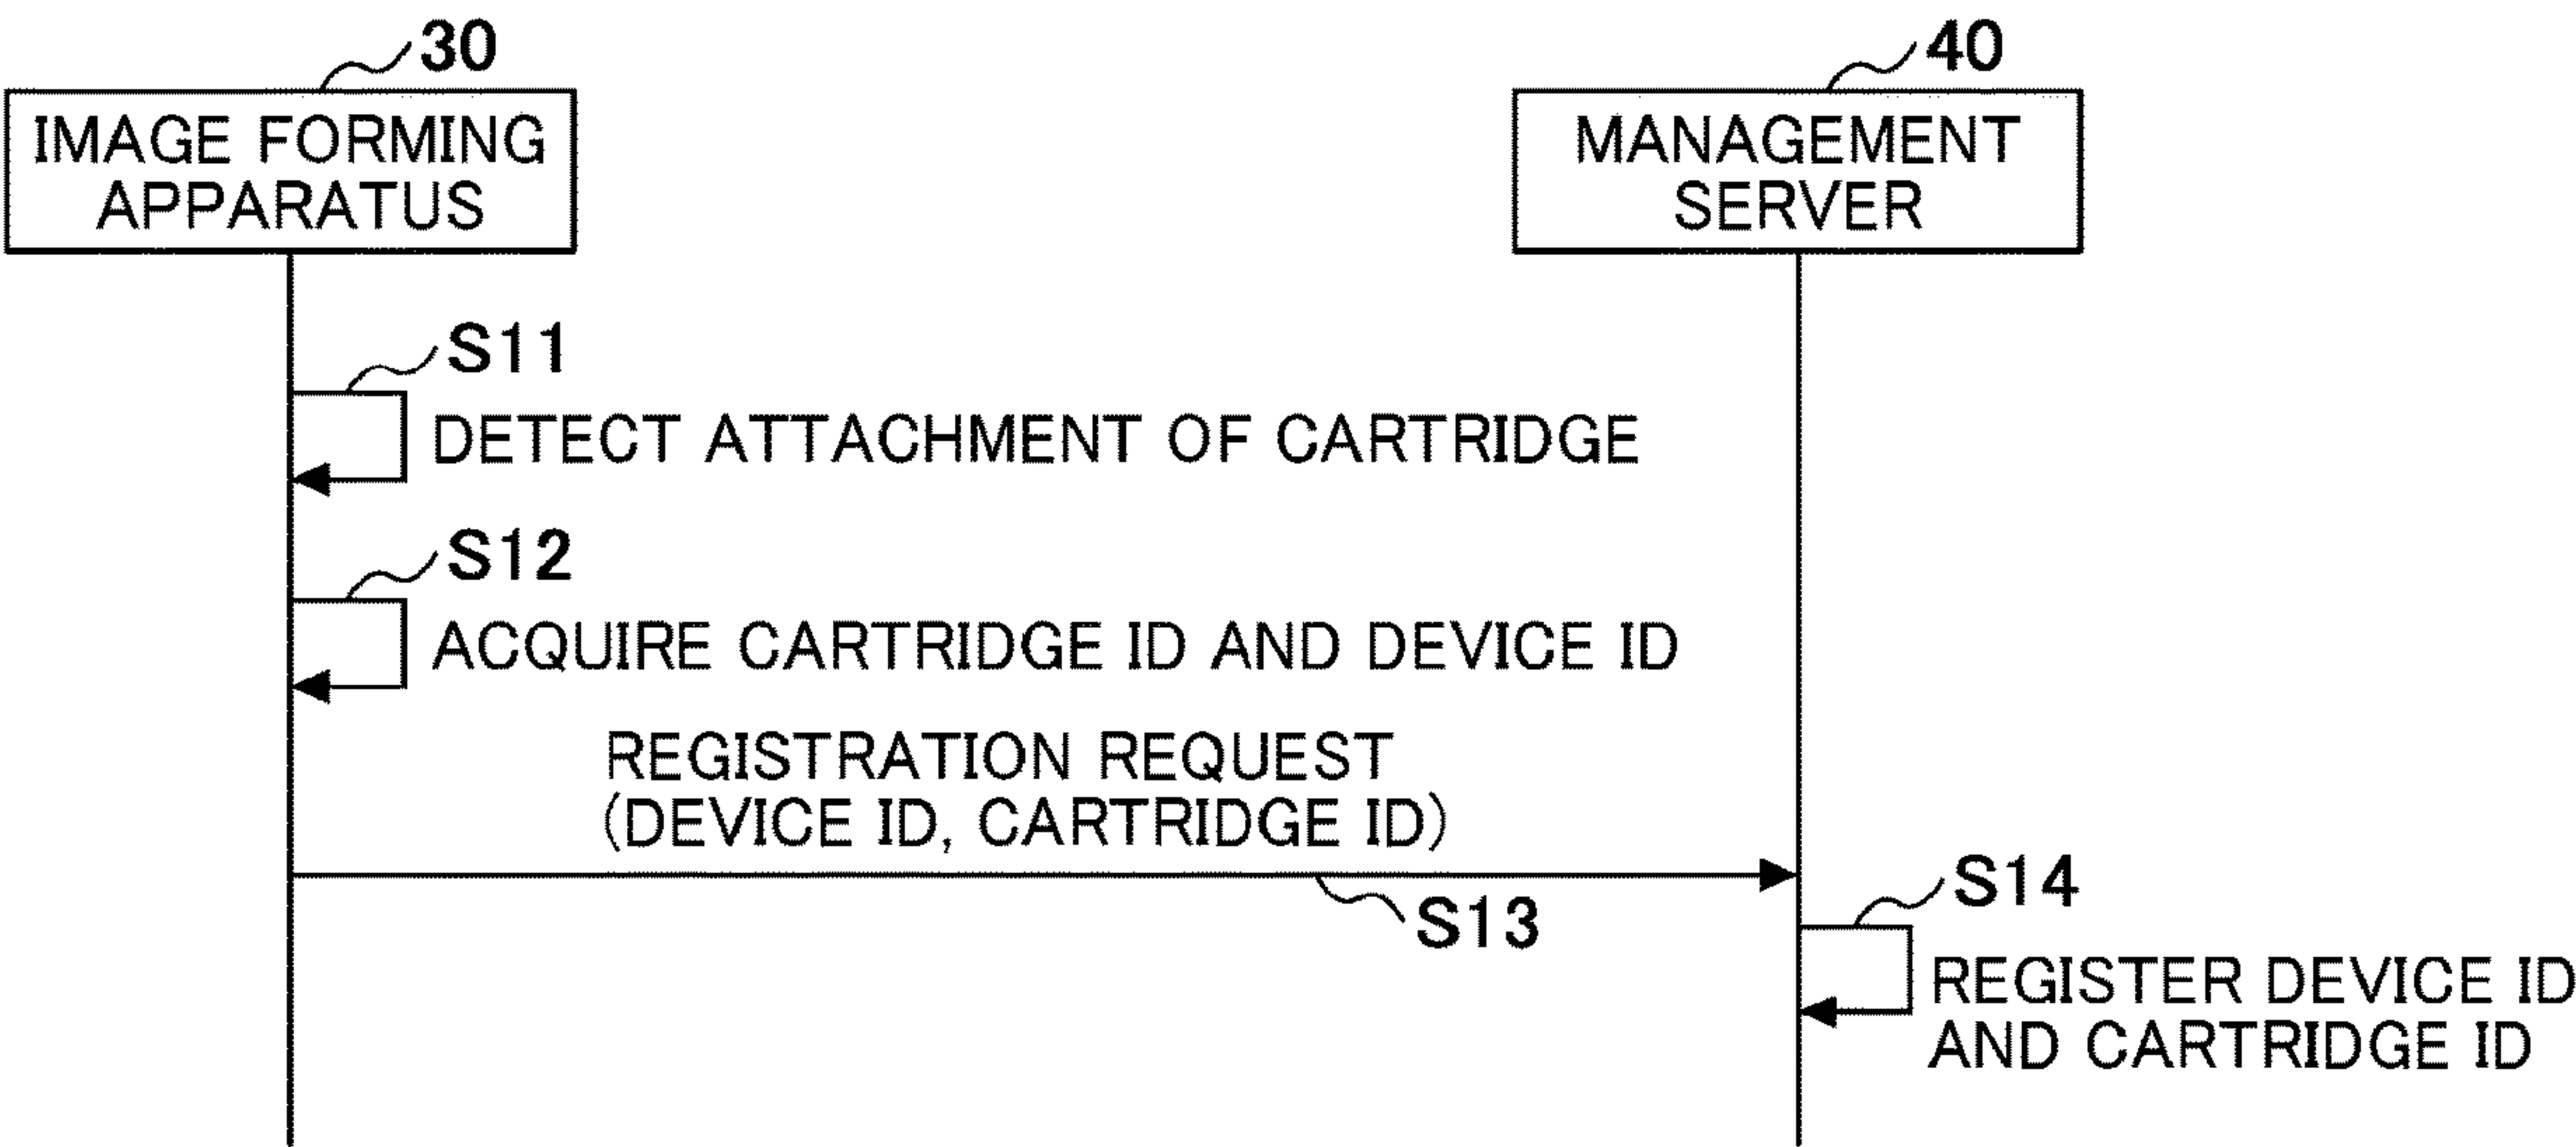 30
IMAGE FORMING
APPARATUS
40
MANAGEMENT
SERVER
S11
DETECT ATTACHMENT OF CARTRIDGE
S12
ACQUIRE CARTRIDGE ID AND DEVICE ID
REGISTRATION REQUEST
(DEVICE ID, CARTRIDGE ID)
S13
S14
REGISTER DEVICE ID
AND CARTRIDGE ID